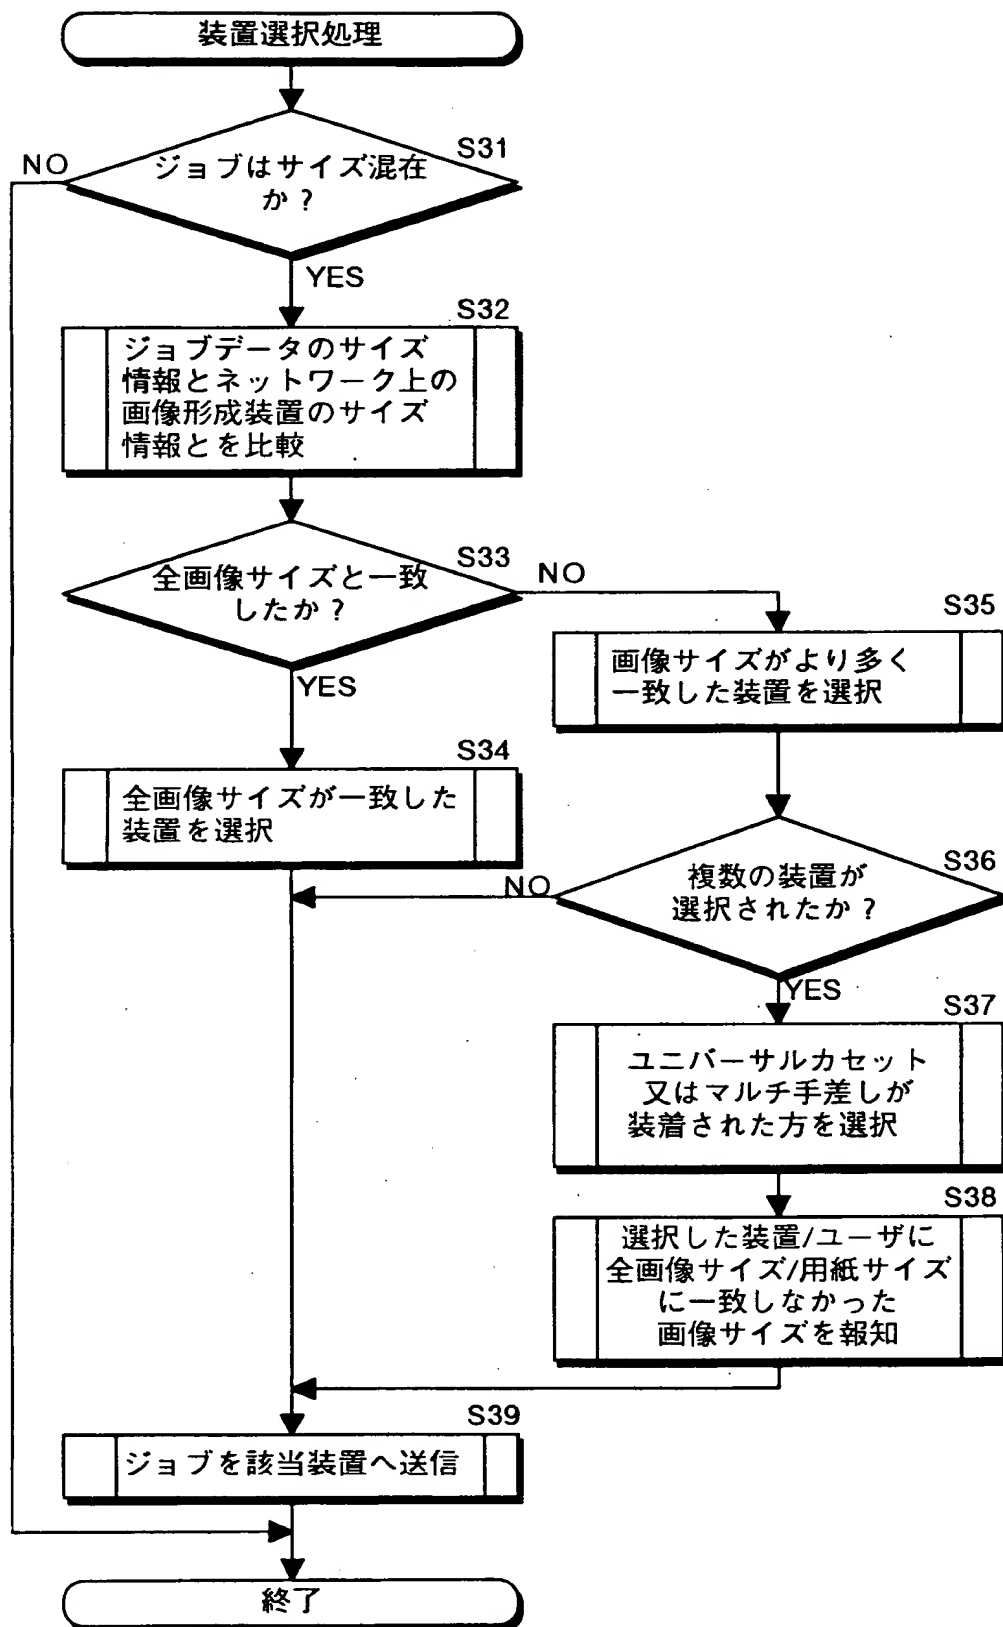 装置選択処理
S31
NO
ジョブはサイズ混在
か？
YES
S32
ジョブデータのサイズ
情報とネットワーク上の
画像形成装置のサイズ
情報とを比較
S33
全画像サイズと一致
したか？
NO
YES
S35
画像サイズがより多く
一致した装置を選択
S34
全画像サイズが一致した
装置を選択
S36
複数の装置が
選択されたか？
NO
YES
S37
ユニバーサルカセット
又はマルチ手差しが
装着された方を選択
S38
選択した装置/ユーザに
全画像サイズ/用紙サイズ
に一致しなかった
画像サイズを報知
S39
ジョブを該当装置へ送信
終了